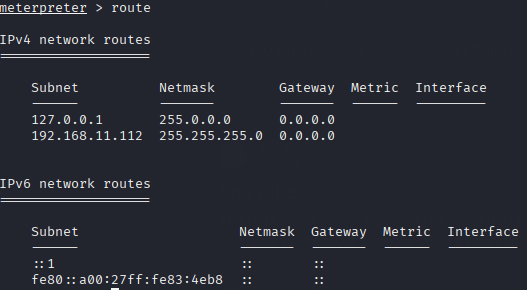 meterpreter > route
IPv4 network routes
===================
Subnet Netmask Gateway Metric Interface
------ ------- ------- ------ ---------
127.0.0.1 255.0.0.0 0.0.0.0
192.168.11.112 255.255.255.0 0.0.0.0
IPv6 network routes
===================
Subnet Netmask Gateway Metric Interface
------ ------- ------- ------ ---------
::1 :: ::
fe80::a00:27ff:fe83:4eb8 :: ::